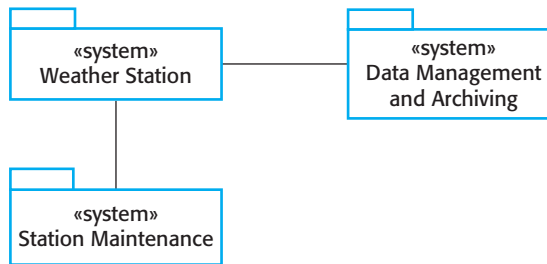 «system»
Weather Station
«system»
Data Management
and Archiving
«system»
Station Maintenance